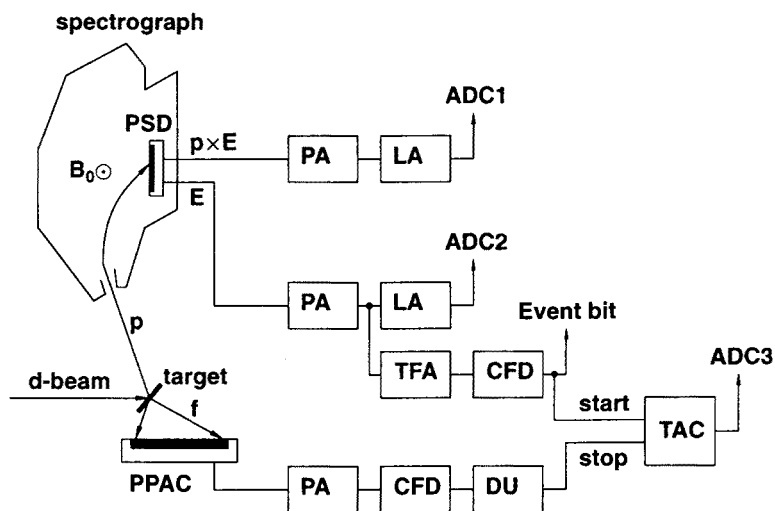 spectrograph
PSD
B₀⊙
p×E
E
PA
LA
ADC1
PA
LA
ADC2
TFA
CFD
Event bit
p
d-beam
target
f
start
stop
TAC
ADC3
PPAC
PA
CFD
DU